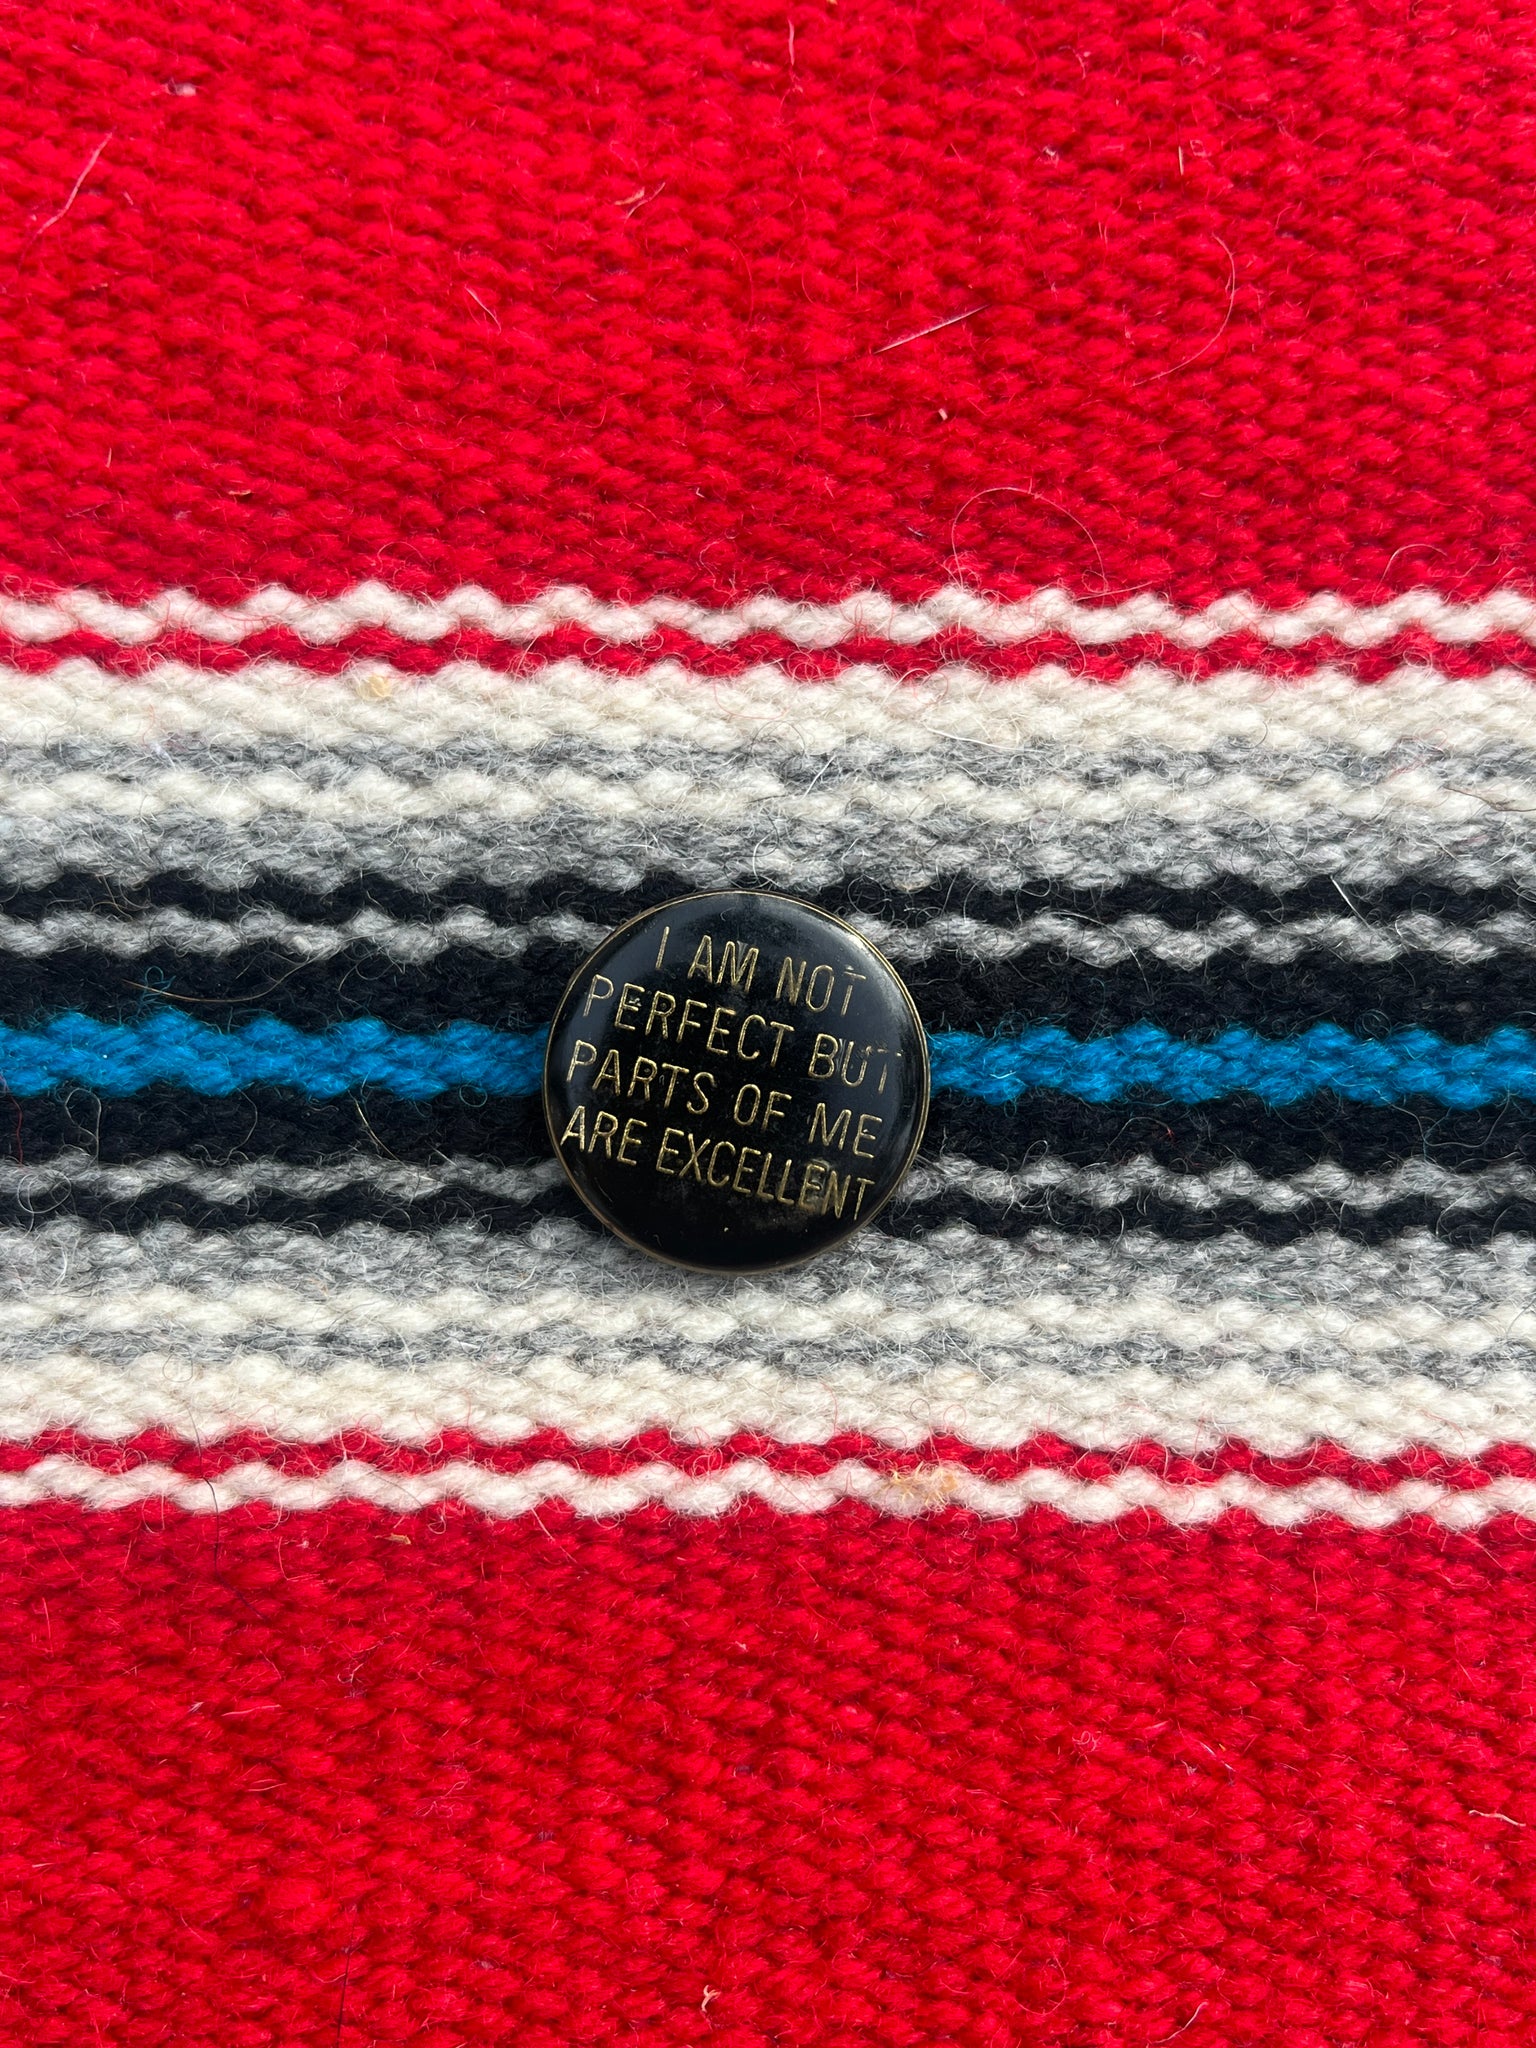 I AM NOT
PERFECT BUT
PARTS OF ME
ARE EXCELLENT